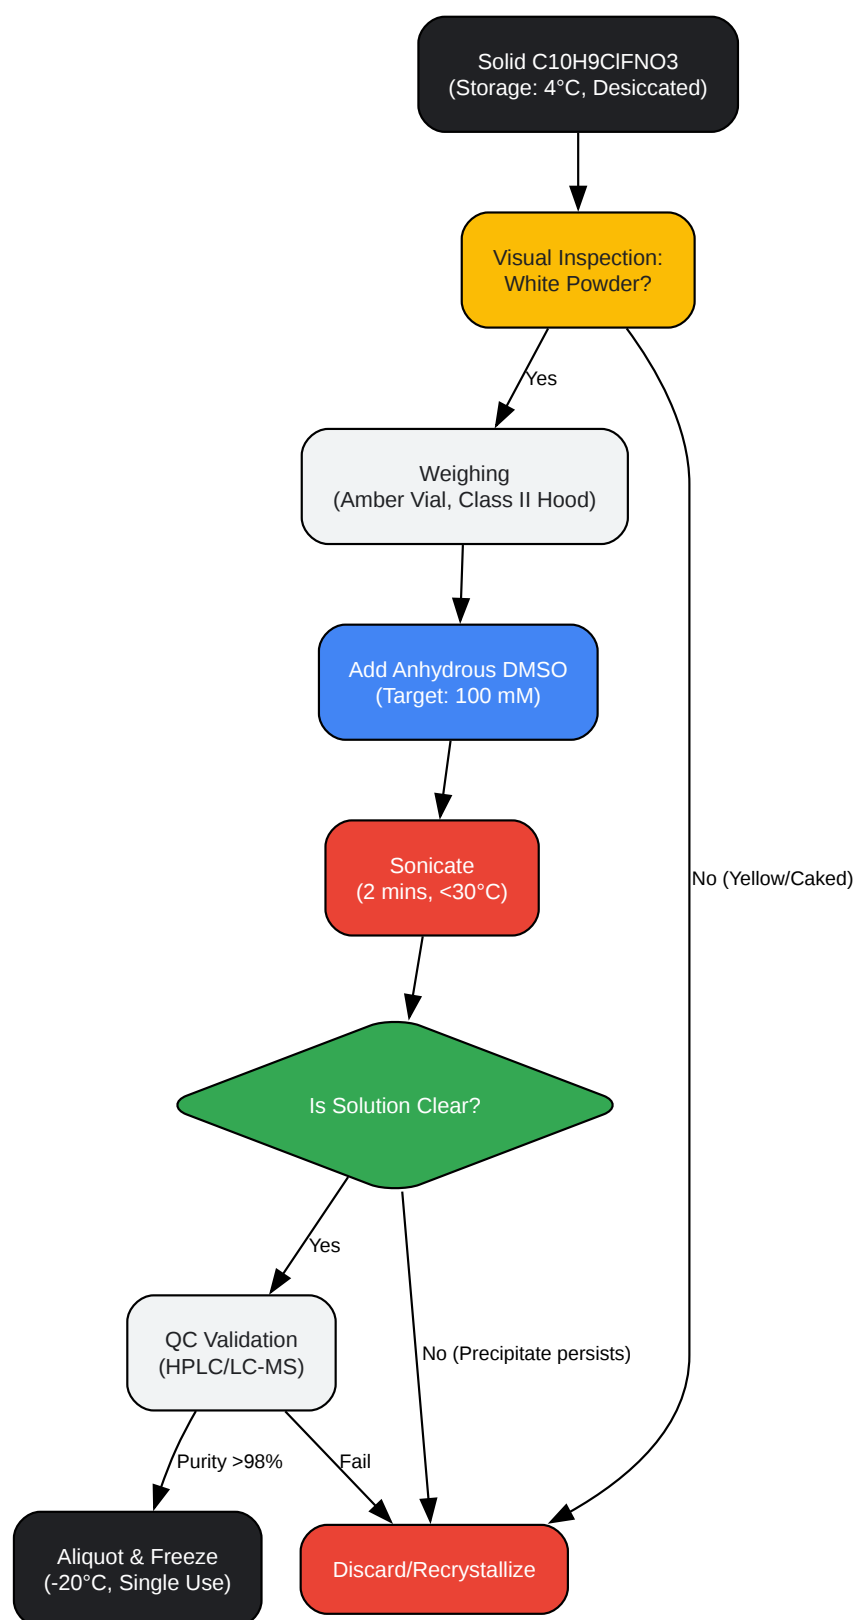 Solid C10H9ClFNO3
(Storage: 4°C, Desiccated)
Visual Inspection:
White Powder?
Yes
Weighing
(Amber Vial, Class II Hood)
Add Anhydrous DMSO
(Target: 100 mM)
Sonicate
(2 mins, <30°C)
No (Yellow/Caked)
Is Solution Clear?
Yes
QC Validation
(HPLC/LC-MS)
No (Precipitate persists)
Purity >98%
Fail
Aliquot & Freeze
(-20°C, Single Use)
Discard/Recrystallize